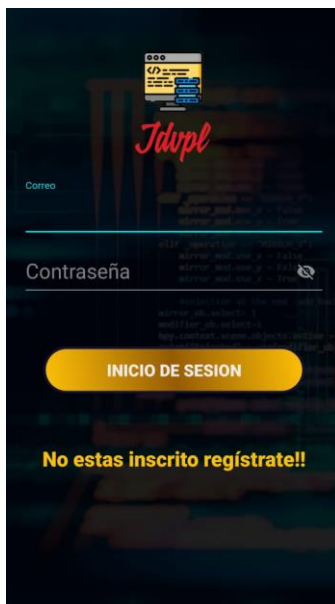 Jdvpl
Correo
Contraseña
INICIO DE SESION
No estas inscrito regístrate!!